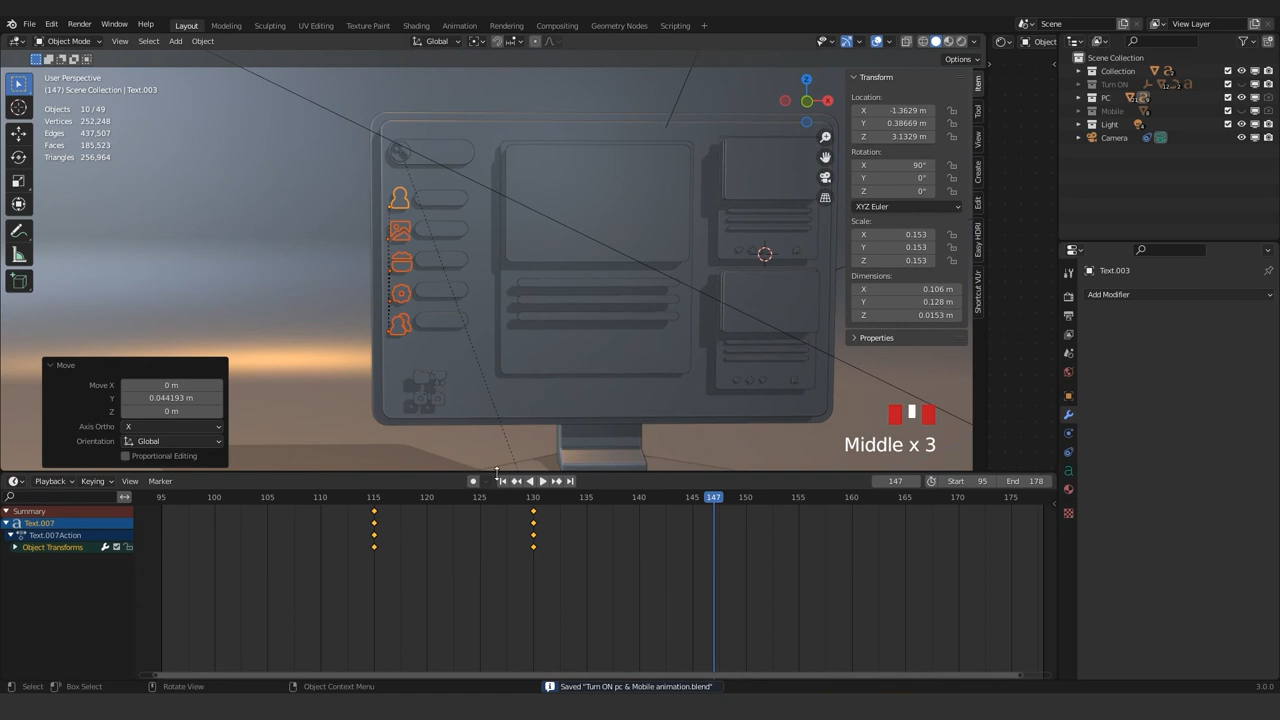 File Edit Render Window Help Layout Modeling Sculpting UV Editing Texture Paint Shading Animation Rendering Compositing Geometry Nodes Scripting + Scene View Layer
Object Mode View Select Add Object Global Object
Options
User Perspective
(147) Scene Collection | Text.003
Objects 10 / 49
Vertices 252,248
Edges 437,507
Faces 185,523
Triangles 256,964
X
Z
Transform
Location:
X -1.3629 m
Y 0.38669 m
Z 3.1329 m
Rotation:
X 90°
Y 0°
Z 0°
XYZ Euler
Scale:
X 0.153
Y 0.153
Z 0.153
Dimensions:
X 0.106 m
Y 0.128 m
Z 0.0153 m
Properties
Item
Tool
View
Create
Edit
Easy HDRI
Shortcut VUr
Scene Collection
Collection
Turn ON
PC
Mobile
Light
Camera
Text.003
Add Modifier
Move
Move X 0 m
Y 0.044193 m
Z 0 m
Axis Ortho X
Orientation Global
Proportional Editing
Middle x 3
Playback Keying View Marker 147 Start 95 End 178
95 100 105 110 115 120 125 130 135 140 145 147 150 155 160 165 170 175
Summary
Text.007
Text.007Action
Object Transforms
Select Box Select Rotate View Object Context Menu Saved "Turn ON pc & Mobile animation.blend" 3.0.0